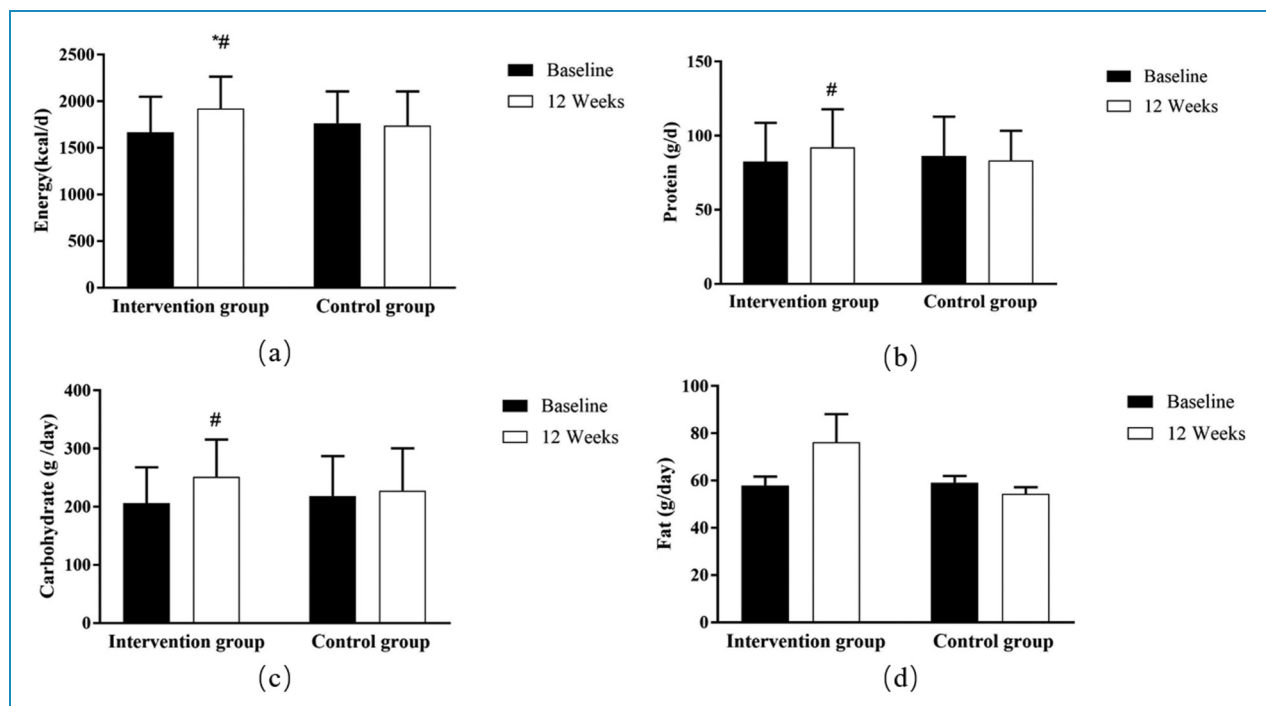 *#
2500
2000
1500
1000
500
0
Energy(kcal/d)
Baseline
12 Weeks
Intervention group
Control group
(a)
#
150
100
50
0
Protein (g/d)
Baseline
12 Weeks
Intervention group
Control group
(b)
#
400
300
200
100
0
Carbohydrate (g /day)
Baseline
12 Weeks
Intervention group
Control group
(c)
100
80
60
40
20
0
Fat (g/day)
Baseline
12 Weeks
Intervention group
Control group
(d)